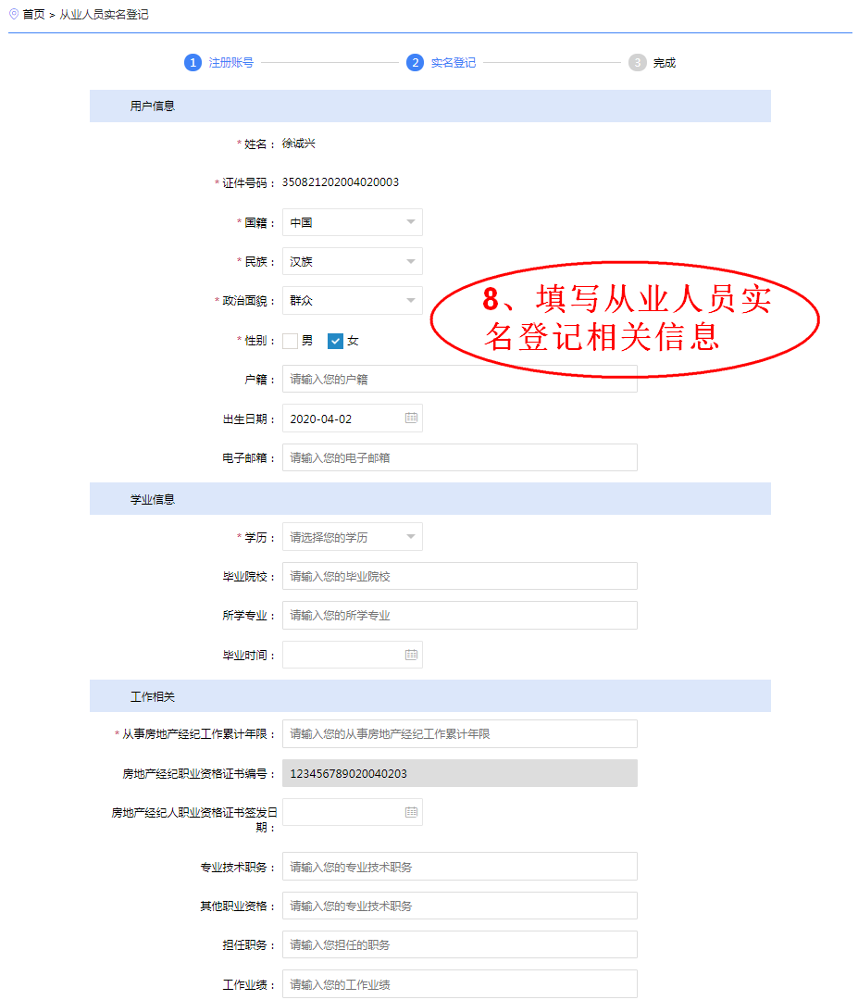 首页 > 从业人员实名登记
1 注册账号 2 实名登记 3 完成
用户信息
* 姓名： 徐诚兴
* 证件号码： 350821202004020003
* 国籍： 中国
* 民族： 汉族
* 政治面貌： 群众
8、填写从业人员实
名登记相关信息
* 性别： 男 女
户籍： 请输入您的户籍
出生日期： 2020-04-02
电子邮箱： 请输入您的电子邮箱
学业信息
* 学历： 请选择您的学历
毕业院校： 请输入您的毕业院校
所学专业： 请输入您的所学专业
毕业时间：
工作相关
* 从事房地产经纪工作累计年限： 请输入您的从事房地产经纪工作累计年限
房地产经纪职业资格证书编号： 123456789020040203
房地产经纪人职业资格证书签发日
期：
专业技术职务： 请输入您的专业技术职务
其他职业资格： 请输入您的专业技术职务
担任职务： 请输入您担任的职务
工作业绩： 请输入您的工作业绩